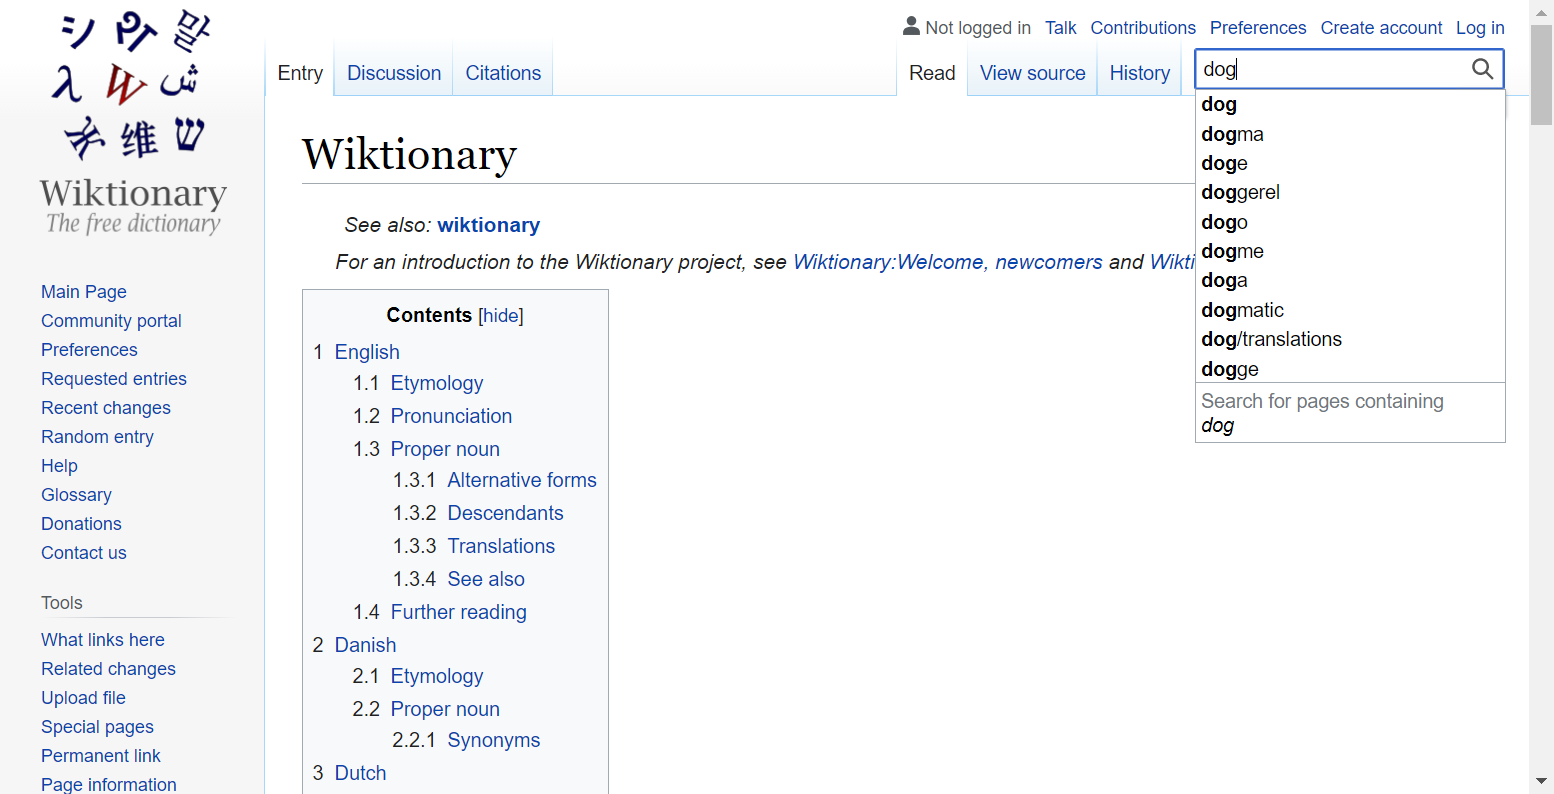 Wiktionary
The free dictionary
Main Page
Community portal
Preferences
Requested entries
Recent changes
Random entry
Help
Glossary
Donations
Contact us
Tools
What links here
Related changes
Upload file
Special pages
Permanent link
Page information
Not logged in Talk Contributions Preferences Create account Log in
Entry Discussion Citations Read View source History
dog
dog
dogma
doge
doggerel
dogo
dogme
doga
dogmatic
dog/translations
dogge
Search for pages containing
dog
Wiktionary
See also: wiktionary
For an introduction to the Wiktionary project, see Wiktionary:Welcome, newcomers and Wikti
Contents [hide]
1 English
1.1 Etymology
1.2 Pronunciation
1.3 Proper noun
1.3.1 Alternative forms
1.3.2 Descendants
1.3.3 Translations
1.3.4 See also
1.4 Further reading
2 Danish
2.1 Etymology
2.2 Proper noun
2.2.1 Synonyms
3 Dutch